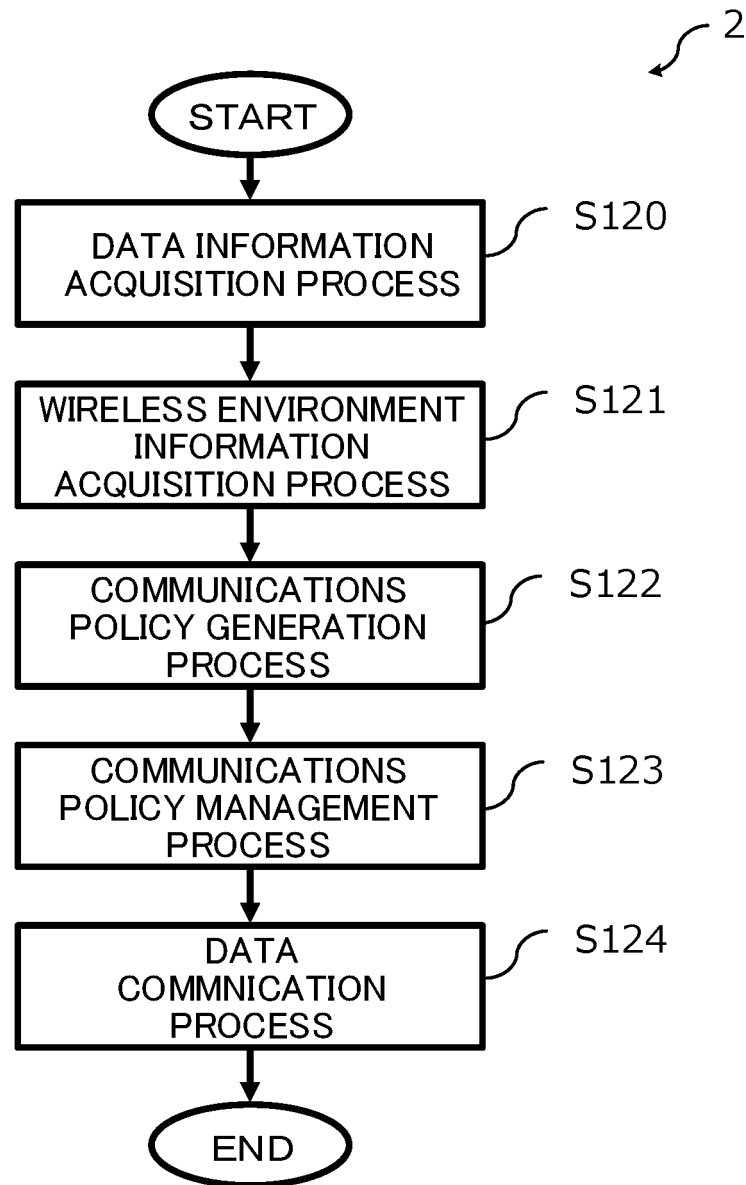 2
START
DATA INFORMATION
ACQUISITION PROCESS
S120
WIRELESS ENVIRONMENT
INFORMATION
ACQUISITION PROCESS
S121
COMMUNICATIONS
POLICY GENERATION
PROCESS
S122
COMMUNICATIONS
POLICY MANAGEMENT
PROCESS
S123
DATA
COMMNICATION
PROCESS
S124
END